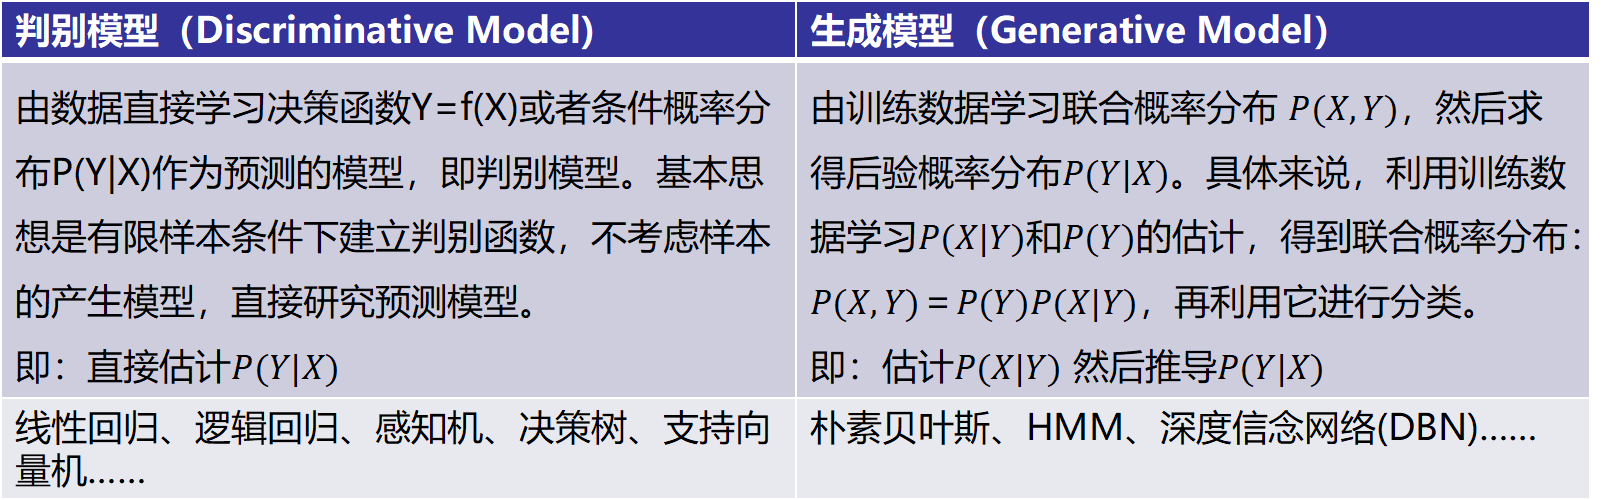 判别模型（Discriminative Model)
由数据直接学习决策函数Y=f(X)或者条件概率分
布P(Y|X)作为预测的模型，即判别模型。基本思
想是有限样本条件下建立判别函数，不考虑样本
的产生模型，直接研究预测模型。
即：直接估计P(Y|X)
线性回归、逻辑回归、感知机、决策树、支持向
量机……
生成模型（Generative Model）
由训练数据学习联合概率分布 P(X,Y)，然后求
得后验概率分布P(Y|X)。具体来说，利用训练数
据学习P(X|Y)和P(Y)的估计，得到联合概率分布：
P(X,Y) = P(Y)P(X|Y)，再利用它进行分类。
即：估计P(X|Y) 然后推导P(Y|X)
朴素贝叶斯、HMM、深度信念网络(DBN)……